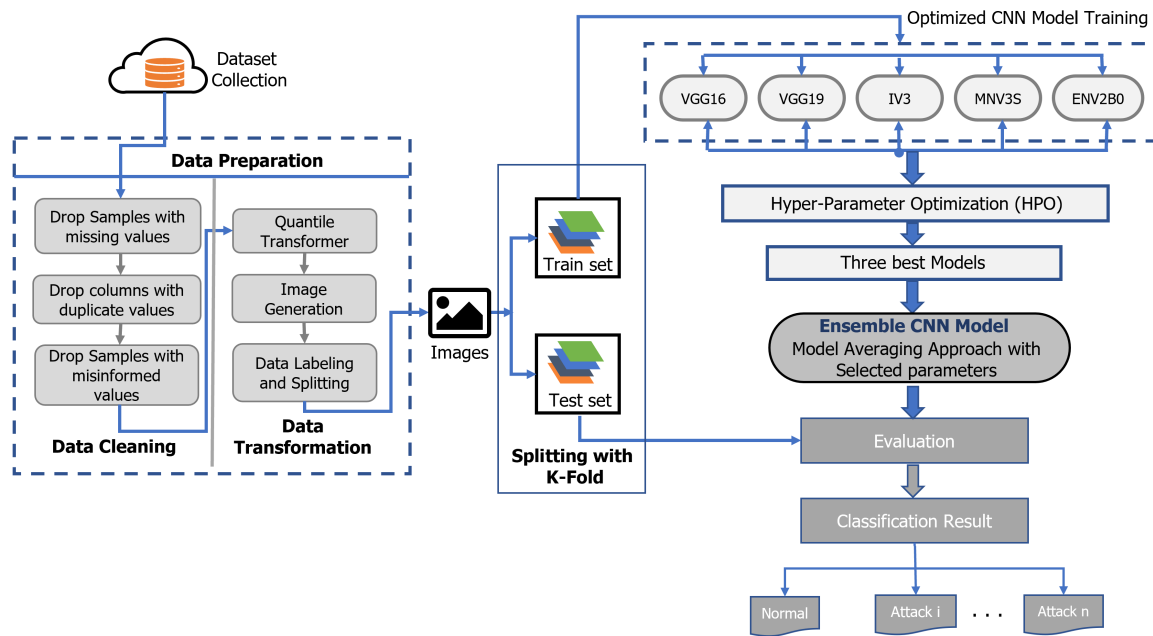 Dataset
Collection
Data Preparation
Drop Samples with
missing values
Drop columns with
duplicate values
Drop Samples with
misinformed
values
Data Cleaning
Quantile
Transformer
Image
Generation
Data Labeling
and Splitting
Data
Transformation
Images
Train set
Test set
Splitting with
K-Fold
Optimized CNN Model Training
VGG16
VGG19
IV3
MNV3S
ENV2B0
Hyper-Parameter Optimization (HPO)
Three best Models
Ensemble CNN Model
Model Averaging Approach with
Selected parameters
Evaluation
Classification Result
Normal
Attack i
. . .
Attack n